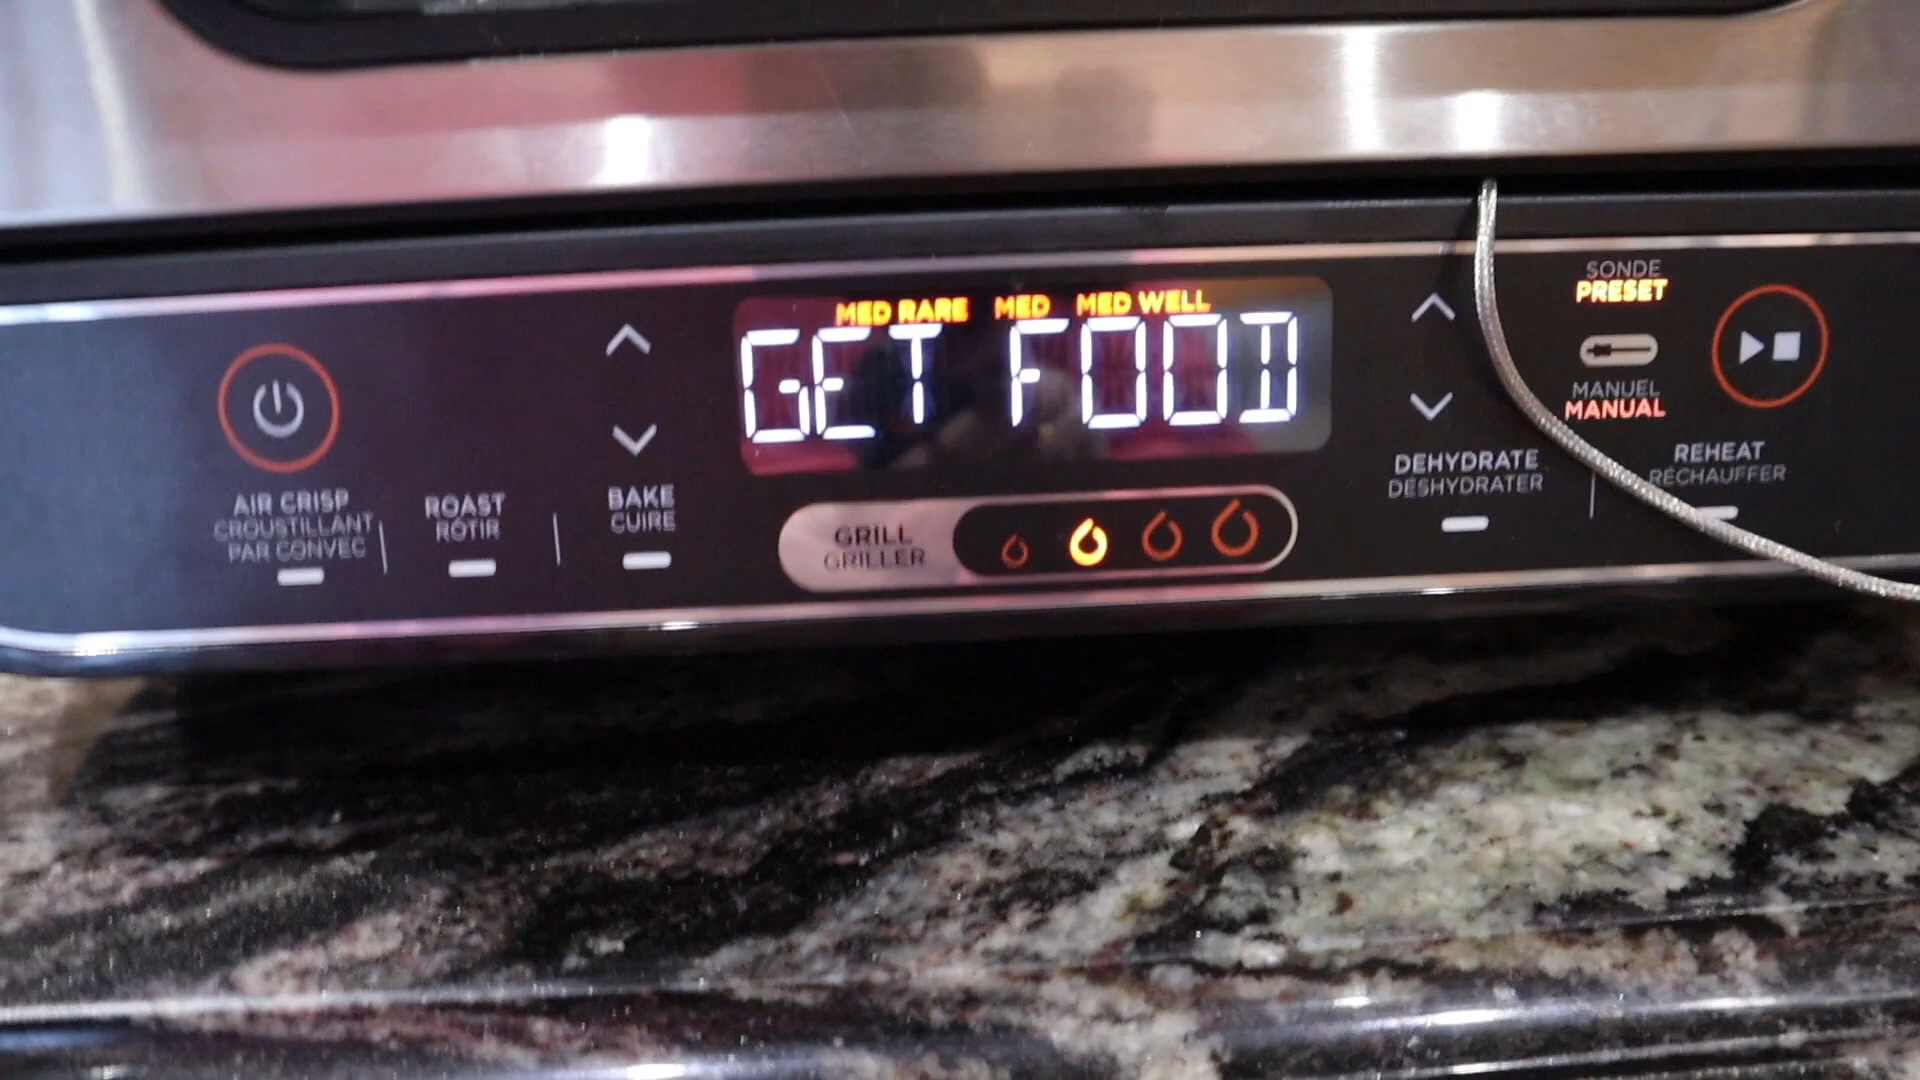 MED RARE MED MED WELL
GET FOOD
SONDE
PRESET
MANUEL
MANUAL
AIR CRISP
CROUSTILLANT
PAR CONVEC
ROAST
RÔTIR
BAKE
CUIRE
GRILL
GRILLER
DEHYDRATE
DÉSHYDRATER
REHEAT
RÉCHAUFFER